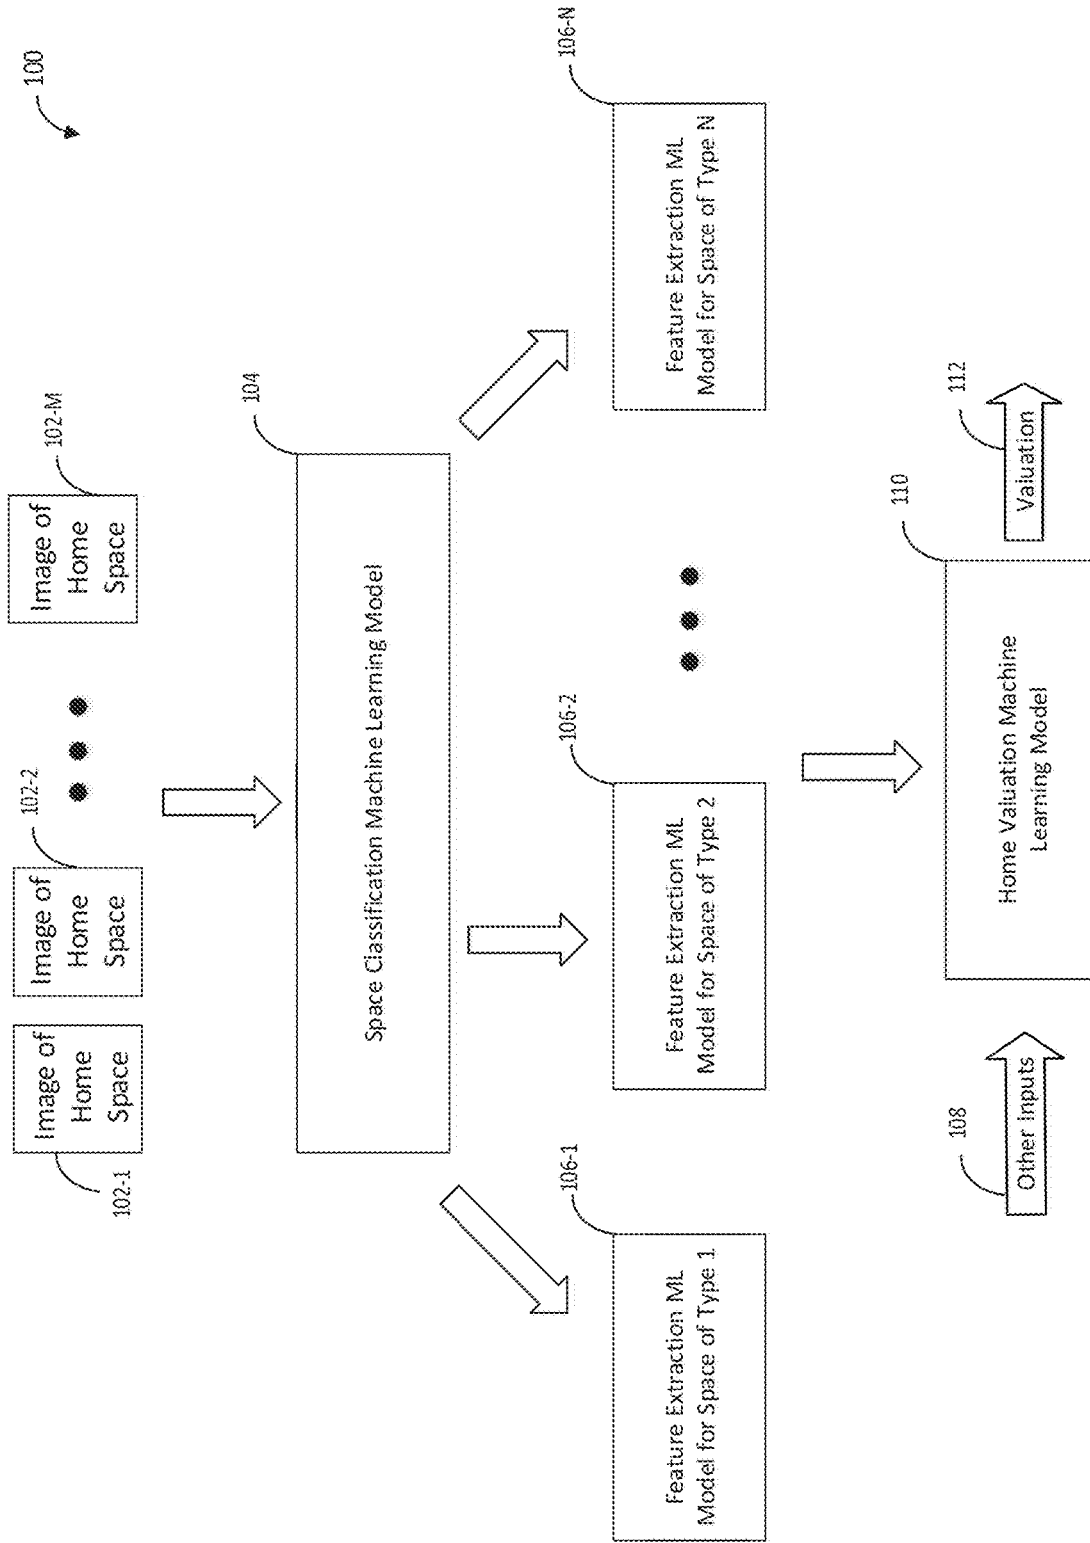 100
102-1
Image of
Home
Space
102-2
Image of
Home
Space
102-M
Image of
Home
Space
104
Space Classification Machine Learning Model
106-1
Feature Extraction ML
Model for Space of Type 1
106-2
Feature Extraction ML
Model for Space of Type 2
106-N
Feature Extraction ML
Model for Space of Type N
108
Other Inputs
110
Home Valuation Machine
Learning Model
112
Valuation